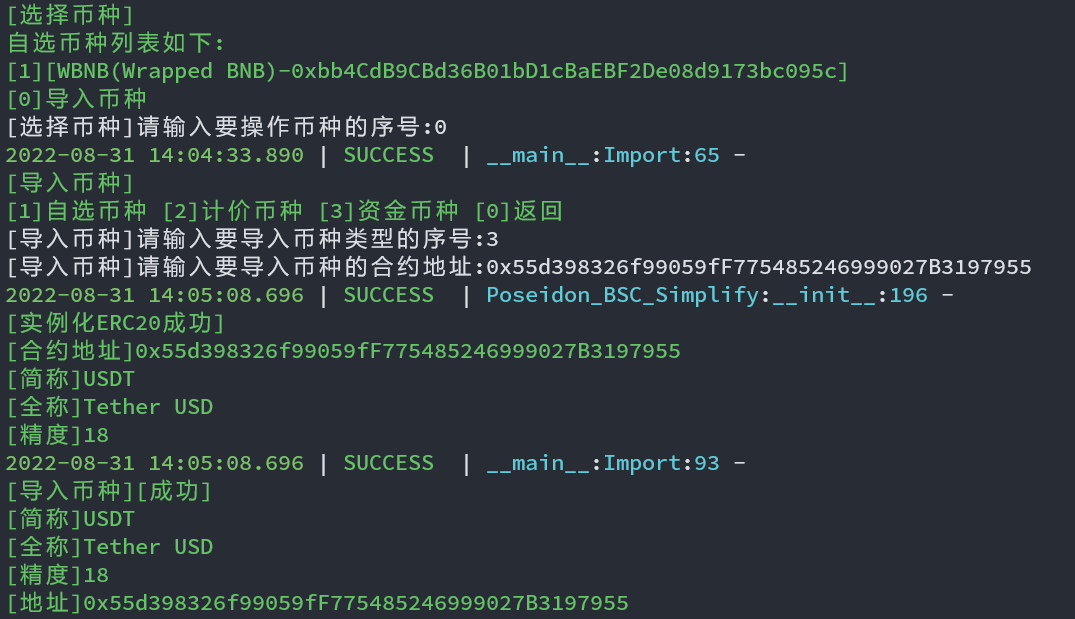 [选择币种]
自选币种列表如下:
[1][WBNB(Wrapped BNB)-0xbb4CdB9CBd36B01bD1cBaEBF2De08d9173bc095c]
[0]导入币种
[选择币种]请输入要操作币种的序号:0
2022-08-31 14:04:33.890 | SUCCESS  | __main__:Import:65 -
[导入币种]
[1]自选币种 [2]计价币种 [3]资金币种 [0]返回
[导入币种]请输入要导入币种类型的序号:3
[导入币种]请输入要导入币种的合约地址:0x55d398326f99059fF775485246999027B3197955
2022-08-31 14:05:08.696 | SUCCESS  | Poseidon_BSC_Simplify:__init__:196 -
[实例化ERC20成功]
[合约地址]0x55d398326f99059fF775485246999027B3197955
[简称]USDT
[全称]Tether USD
[精度]18
2022-08-31 14:05:08.696 | SUCCESS  | __main__:Import:93 -
[导入币种][成功]
[简称]USDT
[全称]Tether USD
[精度]18
[地址]0x55d398326f99059fF775485246999027B3197955